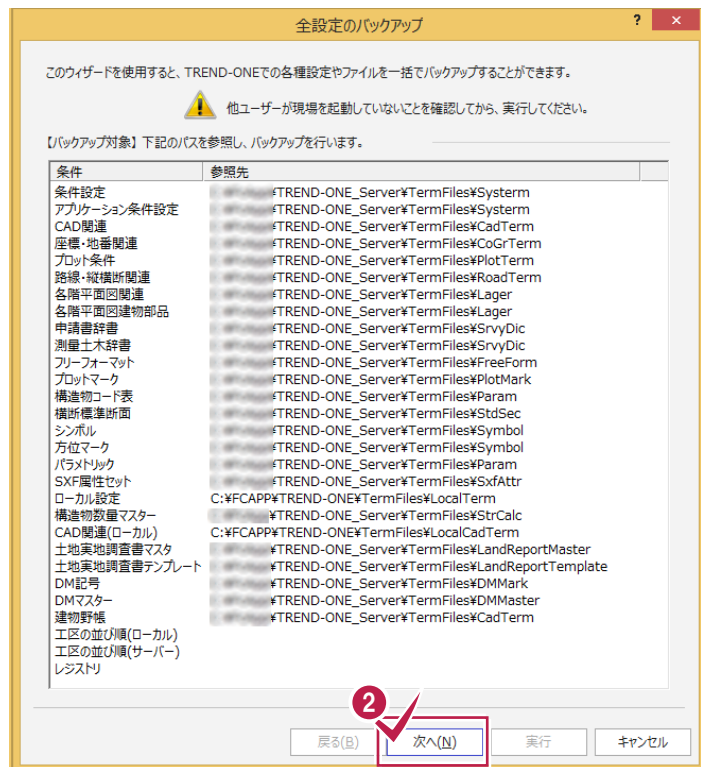 全設定のバックアップ ? ×
このウィザードを使用すると、TREND-ONEでの各種設定やファイルを一括でバックアップすることができます。
他ユーザーが現場を起動していないことを確認してから、実行してください。
【バックアップ対象】下記のパスを参照し、バックアップを行います。
条件 参照先
条件設定 ¥TREND-ONE_Server¥TermFiles¥Systerm
アプリケーション条件設定 ¥TREND-ONE_Server¥TermFiles¥Systerm
CAD関連 ¥TREND-ONE_Server¥TermFiles¥CadTerm
座標・地番関連 ¥TREND-ONE_Server¥TermFiles¥CoGrTerm
プロット条件 ¥TREND-ONE_Server¥TermFiles¥PlotTerm
路線・縦横断関連 ¥TREND-ONE_Server¥TermFiles¥RoadTerm
各階平面図関連 ¥TREND-ONE_Server¥TermFiles¥Lager
各階平面図建物部品 ¥TREND-ONE_Server¥TermFiles¥Lager
申請書辞書 ¥TREND-ONE_Server¥TermFiles¥SrvyDic
測量土木辞書 ¥TREND-ONE_Server¥TermFiles¥SrvyDic
フリーフォーマット ¥TREND-ONE_Server¥TermFiles¥FreeForm
プロットマーク ¥TREND-ONE_Server¥TermFiles¥PlotMark
構造物コード表 ¥TREND-ONE_Server¥TermFiles¥Param
横断標準断面 ¥TREND-ONE_Server¥TermFiles¥StdSec
シンボル ¥TREND-ONE_Server¥TermFiles¥Symbol
方位マーク ¥TREND-ONE_Server¥TermFiles¥Symbol
パラメトリック ¥TREND-ONE_Server¥TermFiles¥Param
SXF属性セット ¥TREND-ONE_Server¥TermFiles¥SxfAttr
ローカル設定 C:¥FCAPP¥TREND-ONE¥TermFiles¥LocalTerm
構造物数量マスター ¥TREND-ONE_Server¥TermFiles¥StrCalc
CAD関連(ローカル) C:¥FCAPP¥TREND-ONE¥TermFiles¥LocalCadTerm
土地実地調査書マスタ ¥TREND-ONE_Server¥TermFiles¥LandReportMaster
土地実地調査書テンプレート ¥TREND-ONE_Server¥TermFiles¥LandReportTemplate
DM記号 ¥TREND-ONE_Server¥TermFiles¥DMMark
DMマスター ¥TREND-ONE_Server¥TermFiles¥DMMaster
建物野帳 ¥TREND-ONE_Server¥TermFiles¥CadTerm
工区の並び順(ローカル)
工区の並び順(サーバー)
レジストリ
2
戻る(B) 次へ(N) 実行 キャンセル